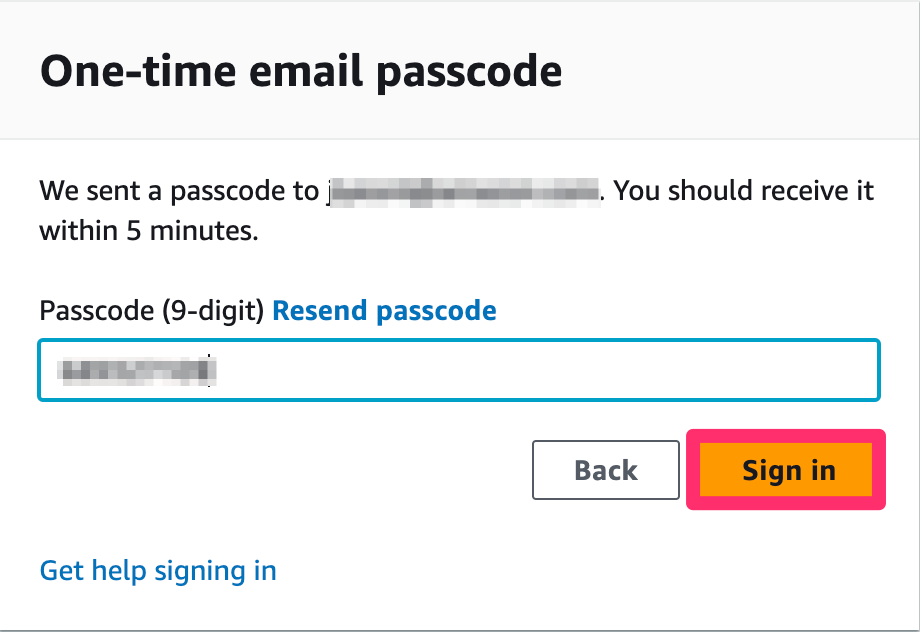 One-time email passcode
We sent a passcode to . You should receive it
within 5 minutes.
Passcode (9-digit) Resend passcode
Back
Sign in
Get help signing in